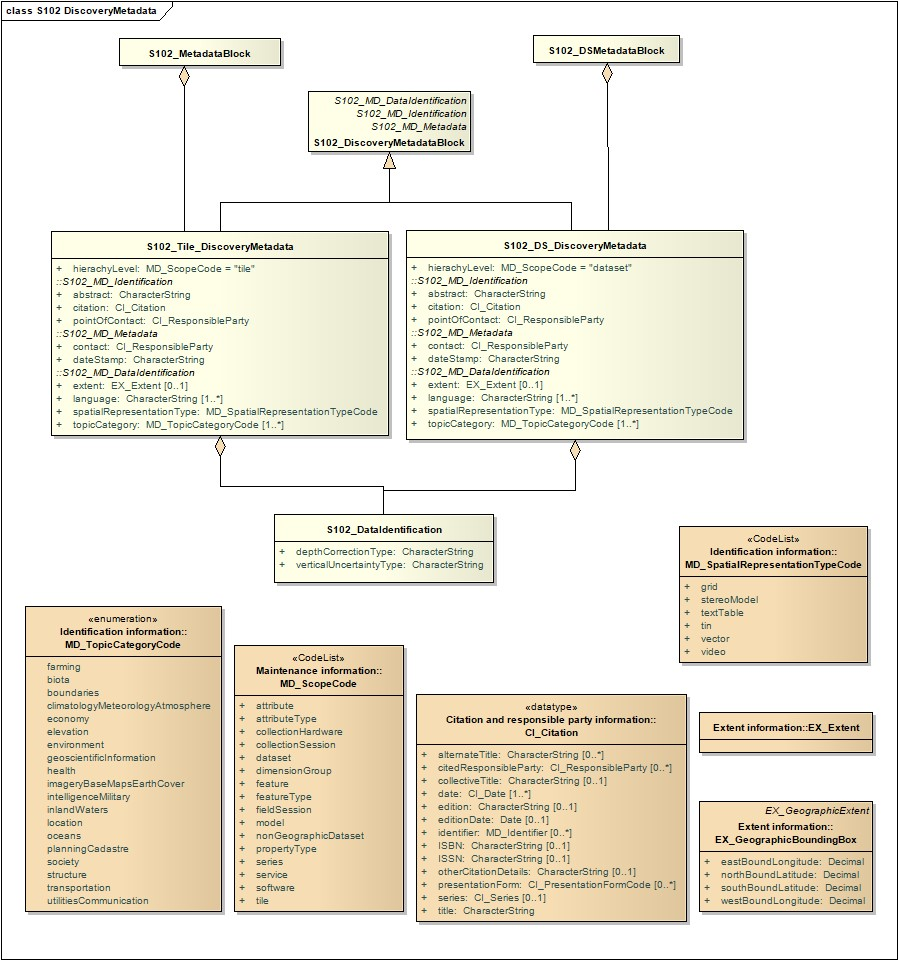 class S102 DiscoveryMetadata
S102_MetadataBlock
S102_DSMetadataBlock
S102_MD_DataIdentification
S102_MD_Identification
S102_MD_Metadata
S102_DiscoveryMetadataBlock
S102_Tile_DiscoveryMetadata
+ hierachyLevel: MD_ScopeCode = "tile"
::S102_MD_Identification
+ abstract: CharacterString
+ citation: CI_Citation
+ pointOfContact: CI_ResponsibleParty
::S102_MD_Metadata
+ contact: CI_ResponsibleParty
+ dateStamp: CharacterString
::S102_MD_DataIdentification
+ extent: EX_Extent [0..1]
+ language: CharacterString [1..*]
+ spatialRepresentationType: MD_SpatialRepresentationTypeCode
+ topicCategory: MD_TopicCategoryCode [1..*]
S102_DS_DiscoveryMetadata
+ hierachyLevel: MD_ScopeCode = "dataset"
::S102_MD_Identification
+ abstract: CharacterString
+ citation: CI_Citation
+ pointOfContact: CI_ResponsibleParty
::S102_MD_Metadata
+ contact: CI_ResponsibleParty
+ dateStamp: CharacterString
::S102_MD_DataIdentification
+ extent: EX_Extent [0..1]
+ language: CharacterString [1..*]
+ spatialRepresentationType: MD_SpatialRepresentationTypeCode
+ topicCategory: MD_TopicCategoryCode [1..*]
S102_DataIdentification
+ depthCorrectionType: CharacterString
+ verticalUncertaintyType: CharacterString
«CodeList»
Identification information::
MD_SpatialRepresentationTypeCode
+ grid
+ stereoModel
+ textTable
+ tin
+ vector
+ video
«enumeration»
Identification information::
MD_TopicCategoryCode
farming
biota
boundaries
climatologyMeteorologyAtmosphere
economy
elevation
environment
geoscientificInformation
health
imageryBaseMapsEarthCover
intelligenceMilitary
inlandWaters
location
oceans
planningCadastre
society
structure
transportation
utilitiesCommunication
«CodeList»
Maintenance information::
MD_ScopeCode
+ attribute
+ attributeType
+ collectionHardware
+ collectionSession
+ dataset
+ dimensionGroup
+ feature
+ featureType
+ fieldSession
+ model
+ nonGeographicDataset
+ propertyType
+ series
+ service
+ software
+ tile
«datatype»
Citation and responsible party information::
CI_Citation
+ alternateTitle: CharacterString [0..*]
+ citedResponsibleParty: CI_ResponsibleParty [0..*]
+ collectiveTitle: CharacterString [0..1]
+ date: CI_Date [1..*]
+ edition: CharacterString [0..1]
+ editionDate: Date [0..1]
+ identifier: MD_Identifier [0..*]
+ ISBN: CharacterString [0..1]
+ ISSN: CharacterString [0..1]
+ otherCitationDetails: CharacterString [0..1]
+ presentationForm: CI_PresentationFormCode [0..*]
+ series: CI_Series [0..1]
+ title: CharacterString
Extent information::EX_Extent
EX_GeographicExtent
Extent information::
EX_GeographicBoundingBox
+ eastBoundLongitude: Decimal
+ northBoundLatitude: Decimal
+ southBoundLatitude: Decimal
+ westBoundLongitude: Decimal